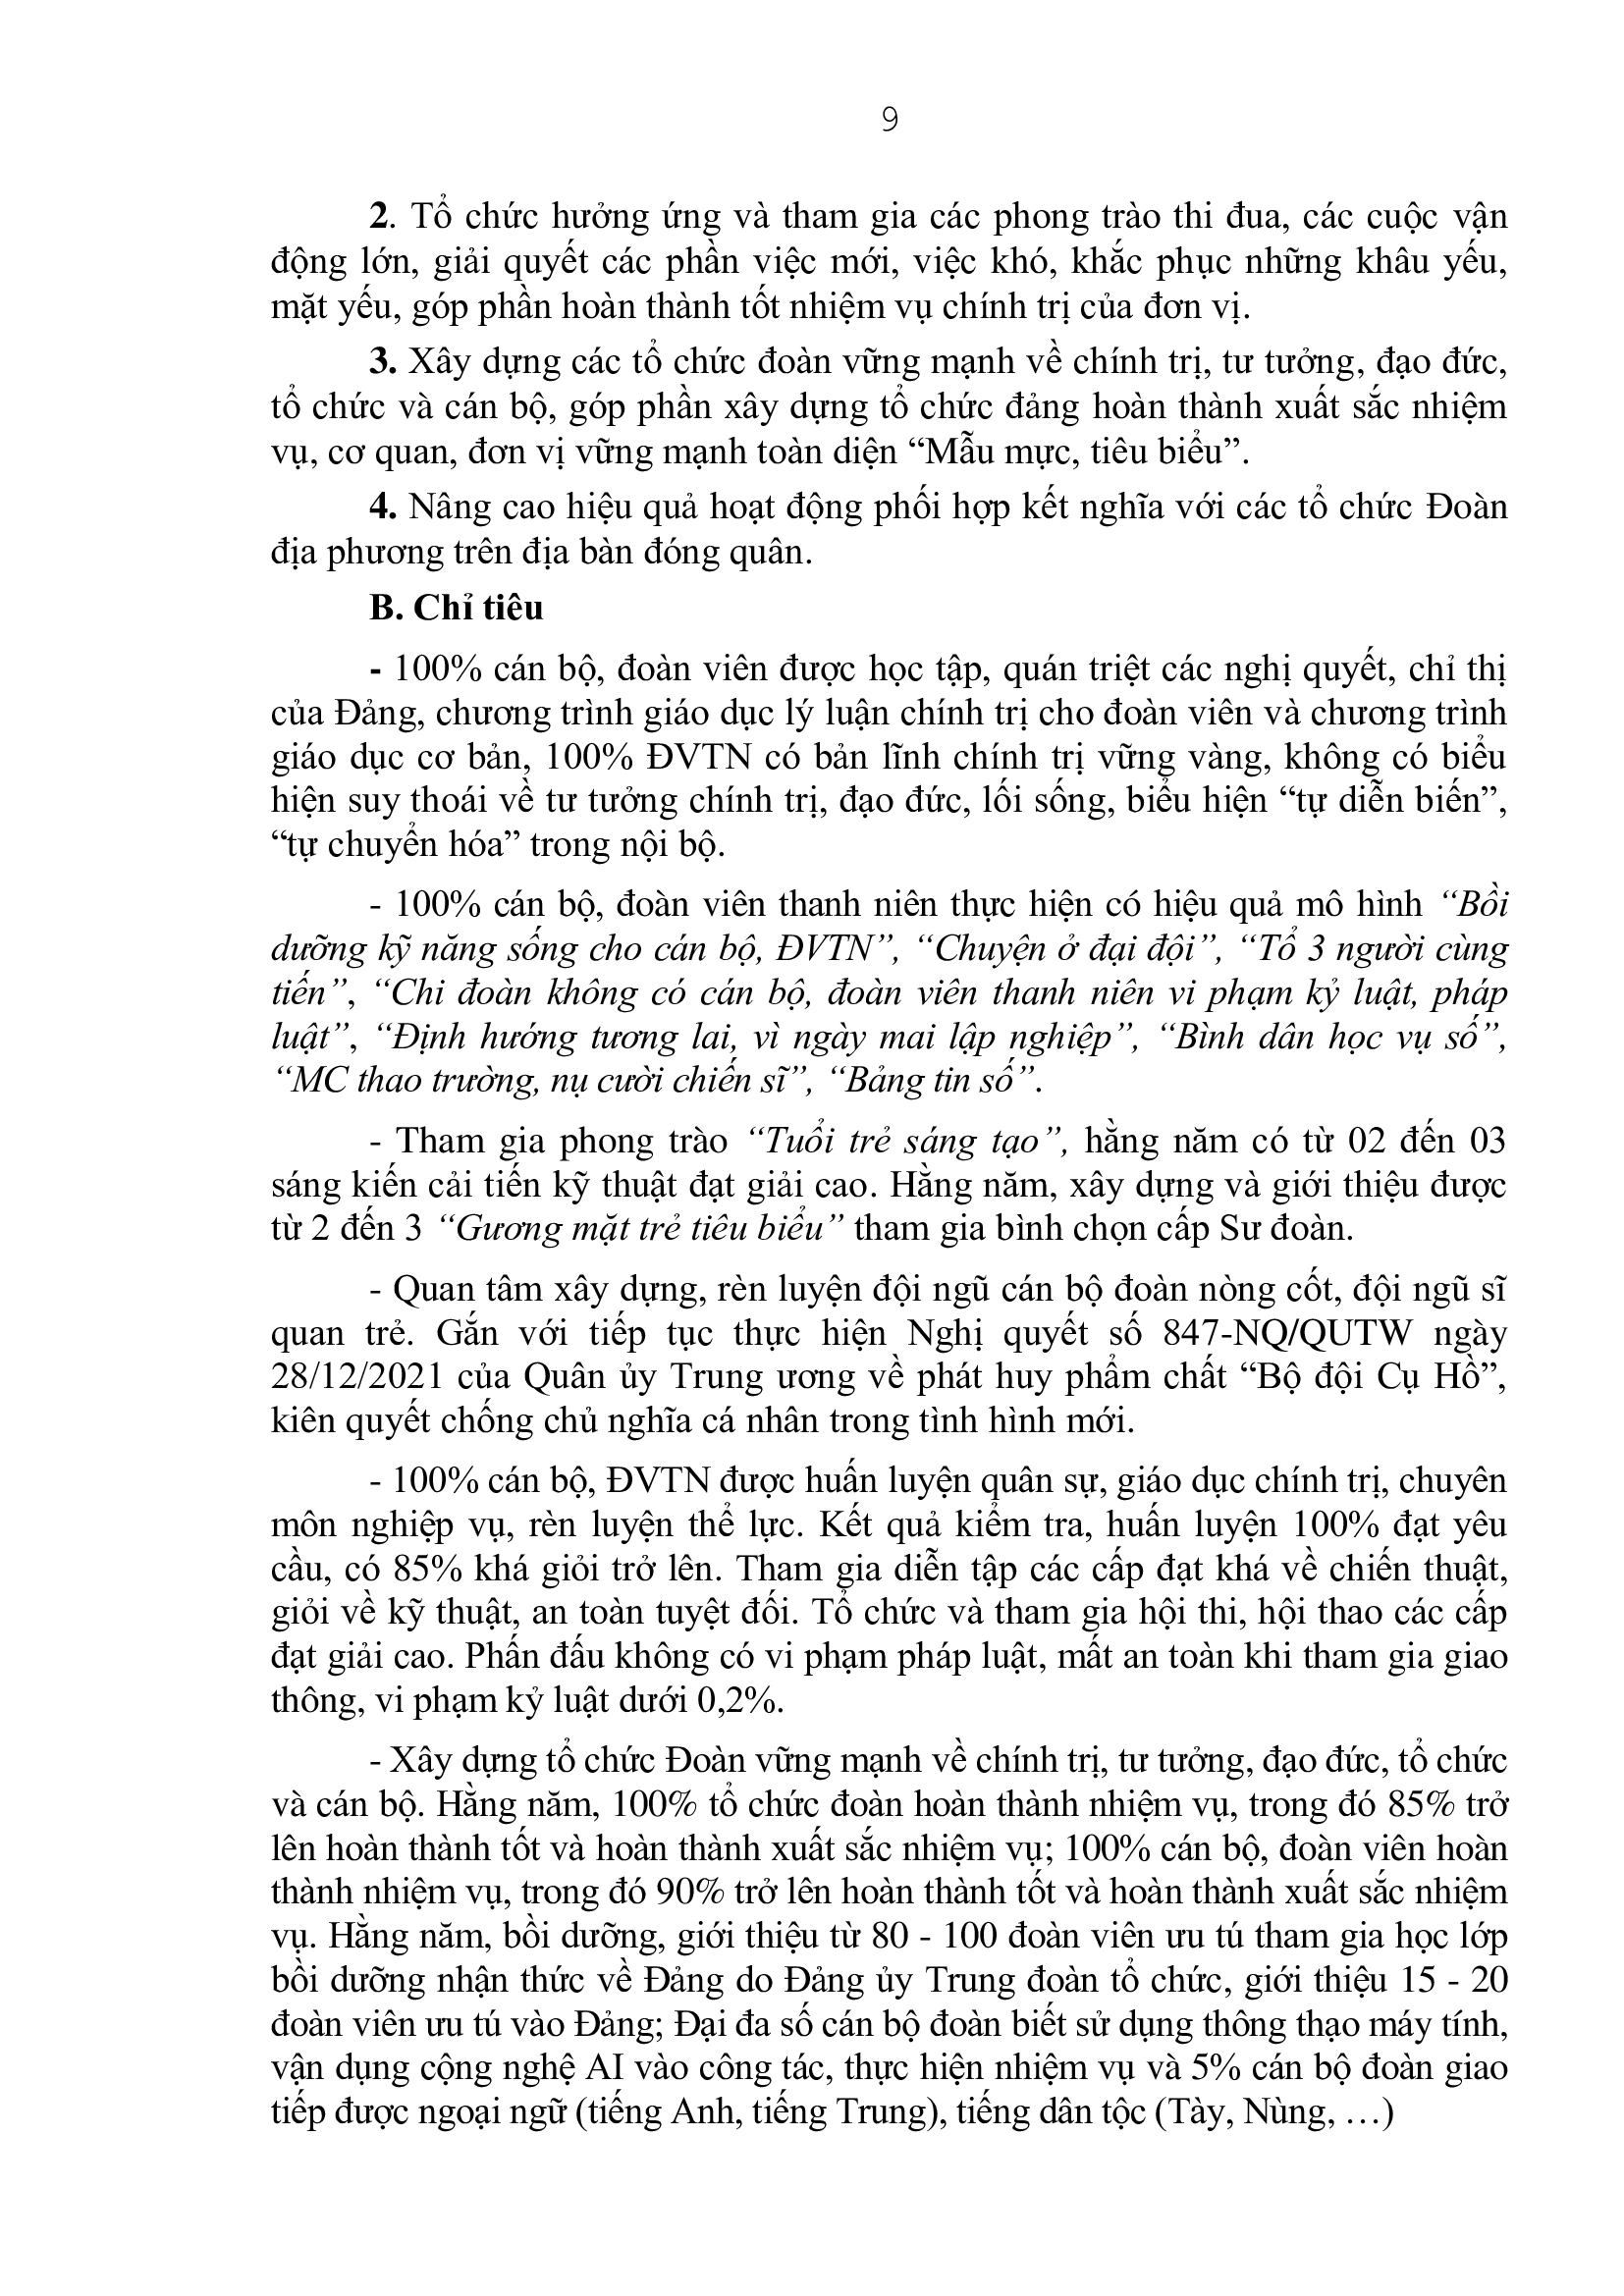 9
2. Tổ chức hưởng ứng và tham gia các phong trào thi đua, các cuộc vận
động lớn, giải quyết các phần việc mới, việc khó, khắc phục những khâu yếu,
mặt yếu, góp phần hoàn thành tốt nhiệm vụ chính trị của đơn vị.
3. Xây dựng các tổ chức đoàn vững mạnh về chính trị, tư tưởng, đạo đức,
tổ chức và cán bộ, góp phần xây dựng tổ chức đảng hoàn thành xuất sắc nhiệm
vụ, cơ quan, đơn vị vững mạnh toàn diện “Mẫu mực, tiêu biểu”.
4. Nâng cao hiệu quả hoạt động phối hợp kết nghĩa với các tổ chức Đoàn
địa phương trên địa bàn đóng quân.
B. Chỉ tiêu
- 100% cán bộ, đoàn viên được học tập, quán triệt các nghị quyết, chỉ thị
của Đảng, chương trình giáo dục lý luận chính trị cho đoàn viên và chương trình
giáo dục cơ bản, 100% ĐVTN có bản lĩnh chính trị vững vàng, không có biểu
hiện suy thoái về tư tưởng chính trị, đạo đức, lối sống, biểu hiện “tự diễn biến”,
“tự chuyển hóa” trong nội bộ.
- 100% cán bộ, đoàn viên thanh niên thực hiện có hiệu quả mô hình “Bồi
dưỡng kỹ năng sống cho cán bộ, ĐVTN”, “Chuyện ở đại đội”, “Tổ 3 người cùng
tiến”, “Chi đoàn không có cán bộ, đoàn viên thanh niên vi phạm kỷ luật, pháp
luật”, “Định hướng tương lai, vì ngày mai lập nghiệp”, “Bình dân học vụ số”,
“MC thao trường, nụ cười chiến sĩ”, “Bảng tin số”.
- Tham gia phong trào “Tuổi trẻ sáng tạo”, hằng năm có từ 02 đến 03
sáng kiến cải tiến kỹ thuật đạt giải cao. Hằng năm, xây dựng và giới thiệu được
từ 2 đến 3 “Gương mặt trẻ tiêu biểu” tham gia bình chọn cấp Sư đoàn.
- Quan tâm xây dựng, rèn luyện đội ngũ cán bộ đoàn nòng cốt, đội ngũ sĩ
quan trẻ. Gắn với tiếp tục thực hiện Nghị quyết số 847-NQ/QUTW ngày
28/12/2021 của Quân ủy Trung ương về phát huy phẩm chất “Bộ đội Cụ Hồ”,
kiên quyết chống chủ nghĩa cá nhân trong tình hình mới.
- 100% cán bộ, ĐVTN được huấn luyện quân sự, giáo dục chính trị, chuyên
môn nghiệp vụ, rèn luyện thể lực. Kết quả kiểm tra, huấn luyện 100% đạt yêu
cầu, có 85% khá giỏi trở lên. Tham gia diễn tập các cấp đạt khá về chiến thuật,
giỏi về kỹ thuật, an toàn tuyệt đối. Tổ chức và tham gia hội thi, hội thao các cấp
đạt giải cao. Phấn đấu không có vi phạm pháp luật, mất an toàn khi tham gia giao
thông, vi phạm kỷ luật dưới 0,2%.
- Xây dựng tổ chức Đoàn vững mạnh về chính trị, tư tưởng, đạo đức, tổ chức
và cán bộ. Hằng năm, 100% tổ chức đoàn hoàn thành nhiệm vụ, trong đó 85% trở
lên hoàn thành tốt và hoàn thành xuất sắc nhiệm vụ; 100% cán bộ, đoàn viên hoàn
thành nhiệm vụ, trong đó 90% trở lên hoàn thành tốt và hoàn thành xuất sắc nhiệm
vụ. Hằng năm, bồi dưỡng, giới thiệu từ 80 - 100 đoàn viên ưu tú tham gia học lớp
bồi dưỡng nhận thức về Đảng do Đảng ủy Trung đoàn tổ chức, giới thiệu 15 - 20
đoàn viên ưu tú vào Đảng; Đại đa số cán bộ đoàn biết sử dụng thông thạo máy tính,
vận dụng cộng nghệ AI vào công tác, thực hiện nhiệm vụ và 5% cán bộ đoàn giao
tiếp được ngoại ngữ (tiếng Anh, tiếng Trung), tiếng dân tộc (Tày, Nùng, …)